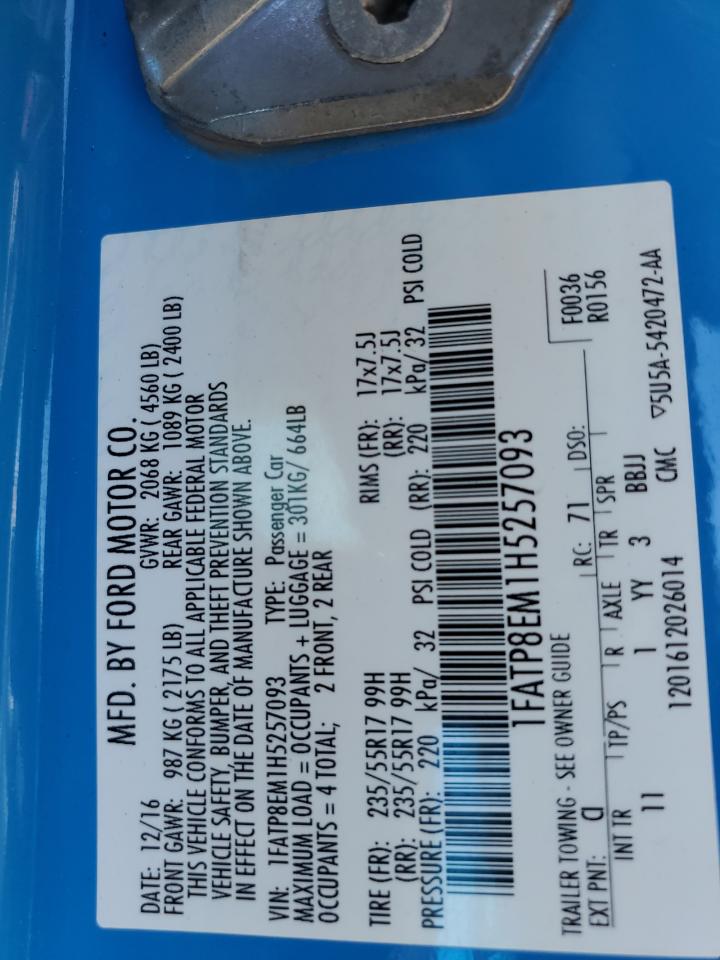 MFD. BY FORD MOTOR CO.
DATE: 12/16 GVWR: 2068 KG ( 4560 LB)
FRONT GAWR: 987 KG ( 2175 LB) REAR GAWR: 1089 KG ( 2400 LB)
THIS VEHICLE CONFORMS TO ALL APPLICABLE FEDERAL MOTOR
VEHICLE SAFETY, BUMPER, AND THEFT PREVENTION STANDARDS
IN EFFECT ON THE DATE OF MANUFACTURE SHOWN ABOVE.
VIN: 1FATP8EM1H5257093 TYPE: Passenger Car
MAXIMUM LOAD = OCCUPANTS + LUGGAGE = 301KG/ 664LB
OCCUPANTS = 4 TOTAL; 2 FRONT, 2 REAR
TIRE (FR): 235/55R17 99H RIMS (FR): 17x7.5J
(RR): 235/55R17 99H (RR): 17x7.5J
PRESSURE (FR): 220 kPa/ 32 PSI COLD (RR): 220 kPa/ 32 PSI COLD
1FATP8EM1H5257093
TRAILER TOWING - SEE OWNER GUIDE
F0036
R0156
EXT PNT: RC: 71 DSO:
INT TR TP/PS R AXLE TR SPR
11 1 YY 3 BBJJ
1201612026014 CMC ▽5U5A-5420472-AA